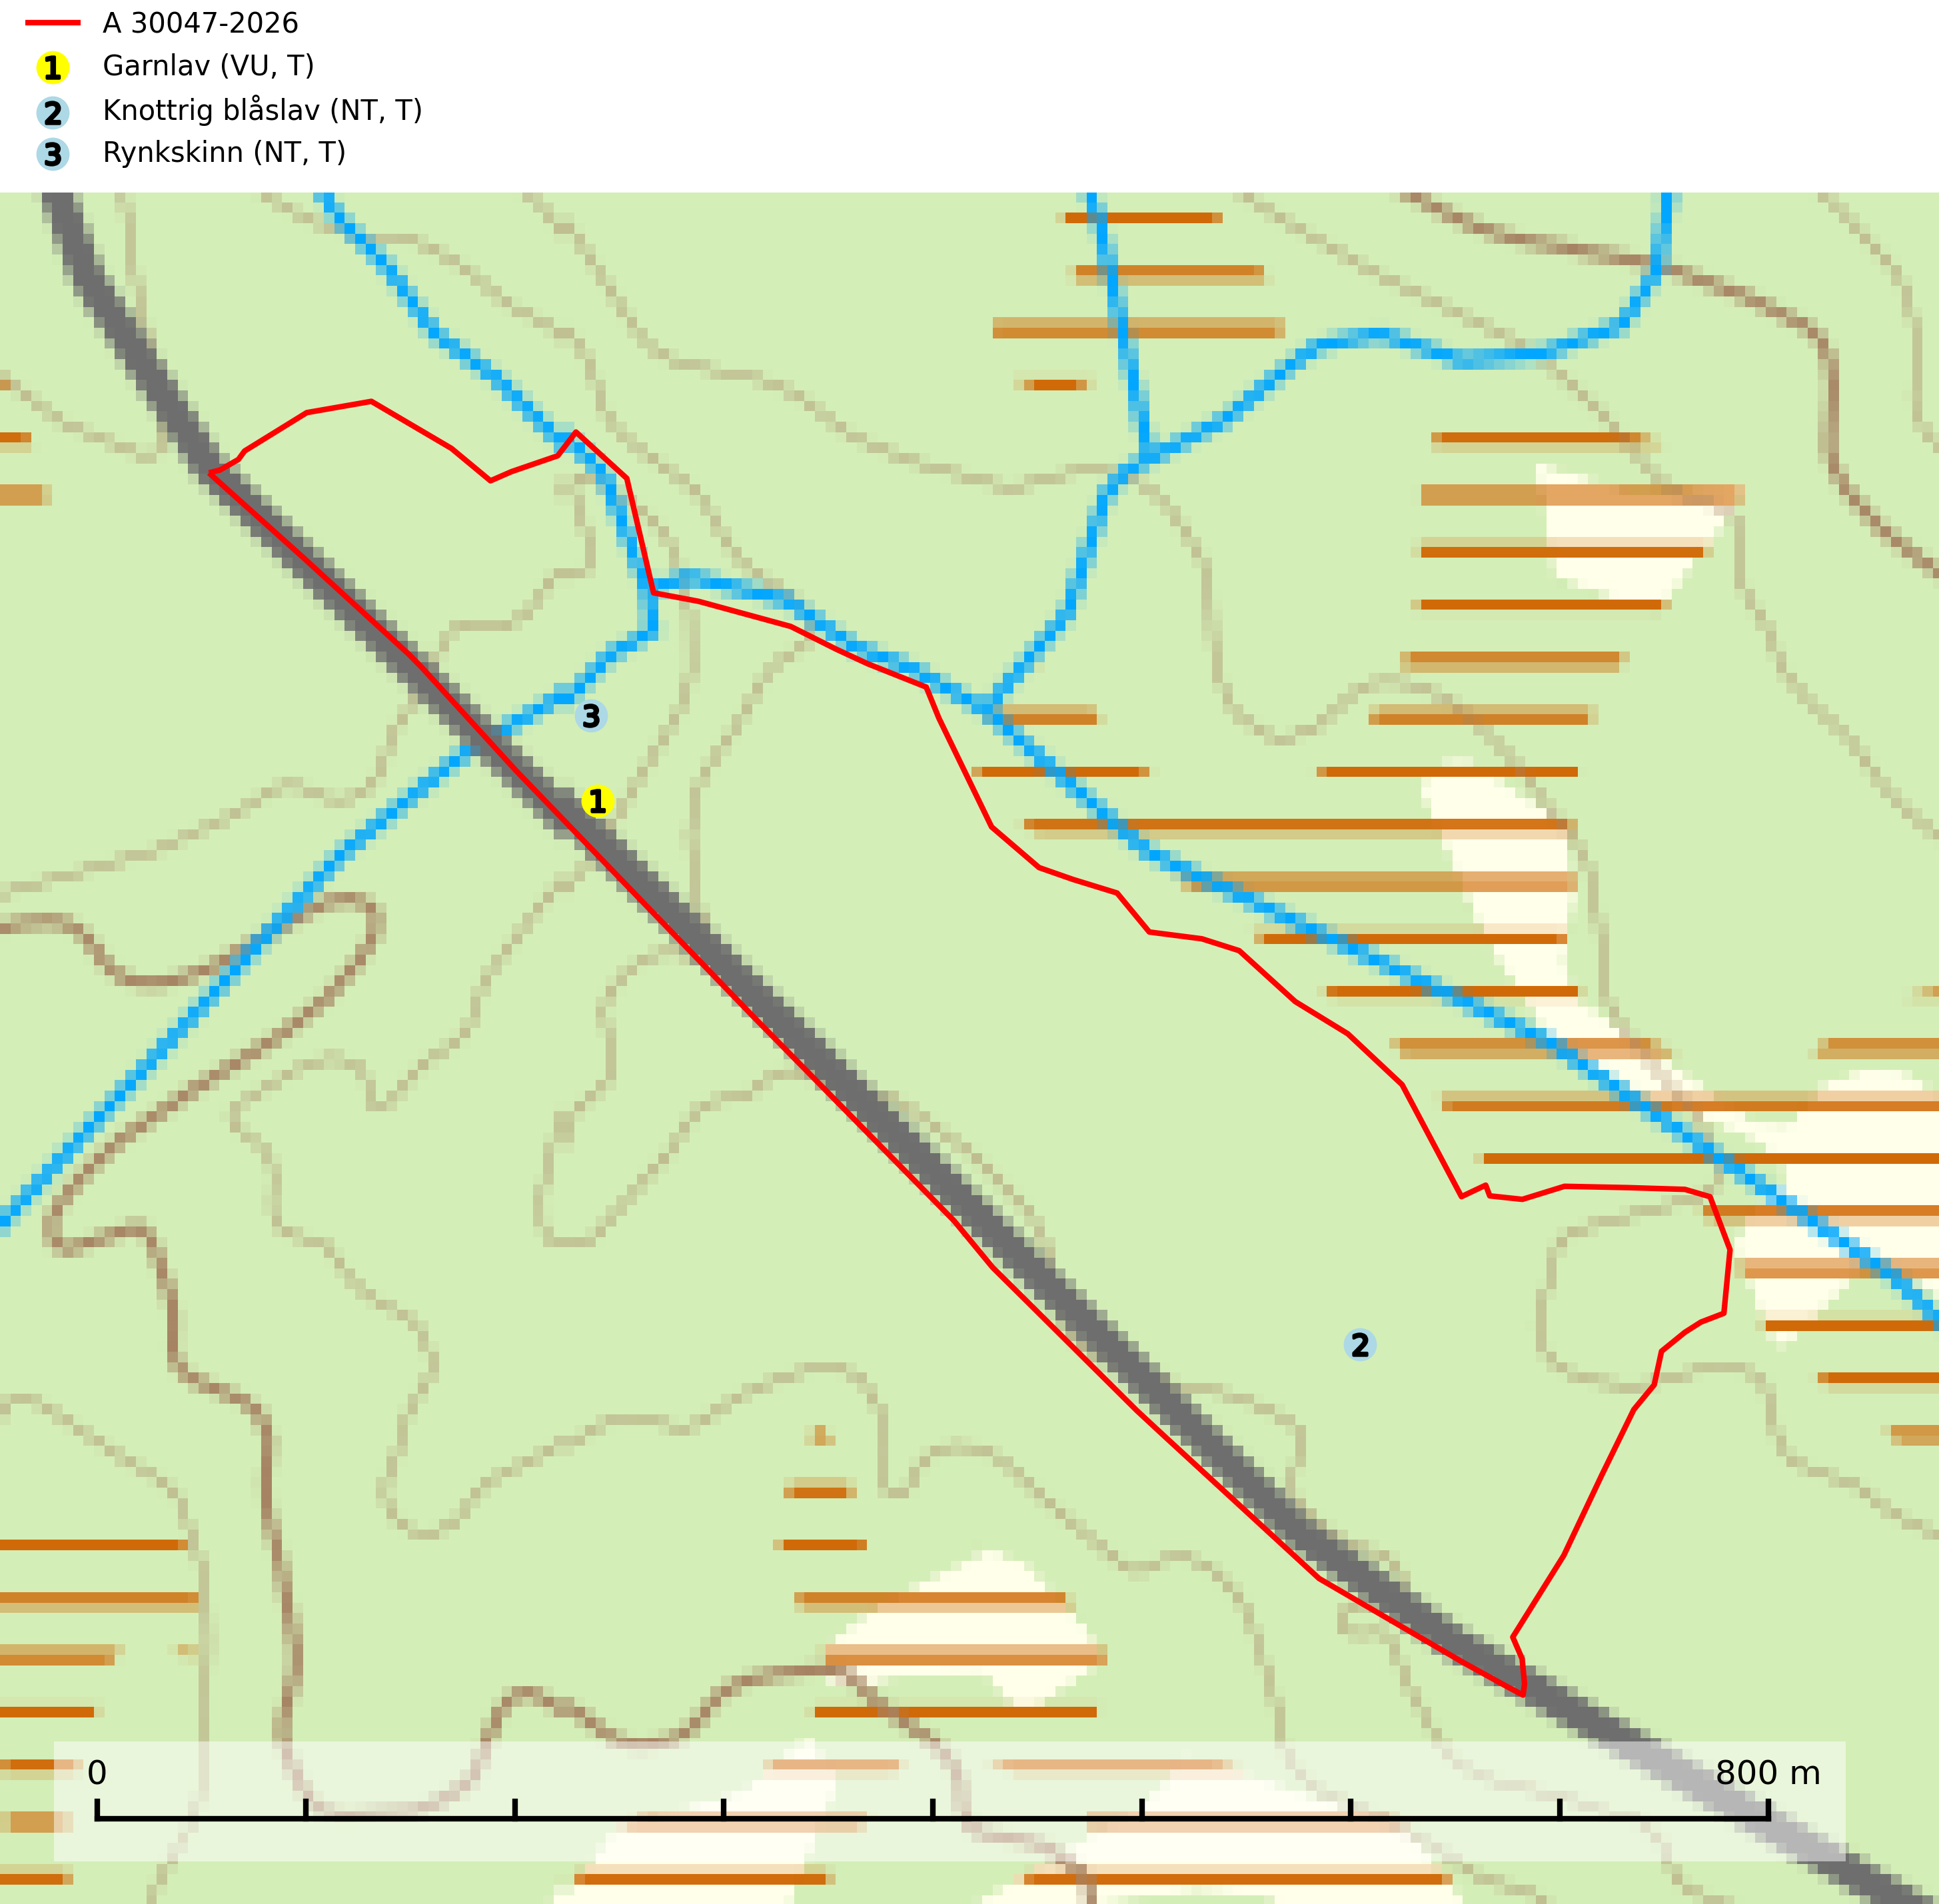 A 30047-2026
1 Garnlav (VU, T)
2 Knottrig blåslav (NT, T)
3 Rynkskinn (NT, T)
3
1
2
0 800 m